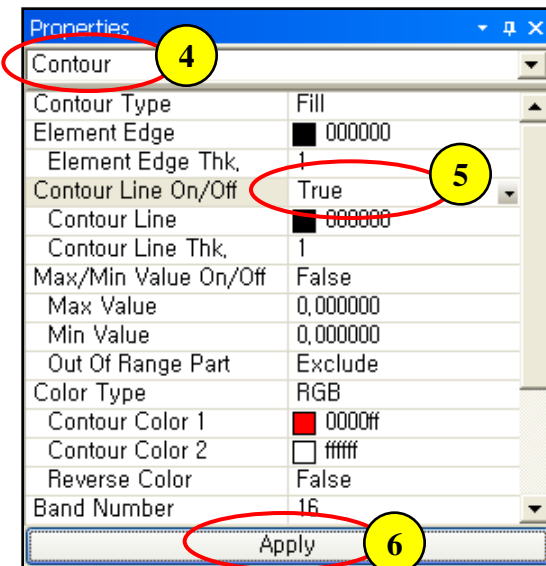 Properties
Contour 4
Contour Type Fill
Element Edge 000000
Element Edge Thk, 1
Contour Line On/Off True 5
Contour Line 000000
Contour Line Thk, 1
Max/Min Value On/Off False
Max Value 0,000000
Min Value 0,000000
Out Of Range Part Exclude
Color Type RGB
Contour Color 1 0000ff
Contour Color 2 ffffff
Reverse Color False
Band Number 16
Apply 6